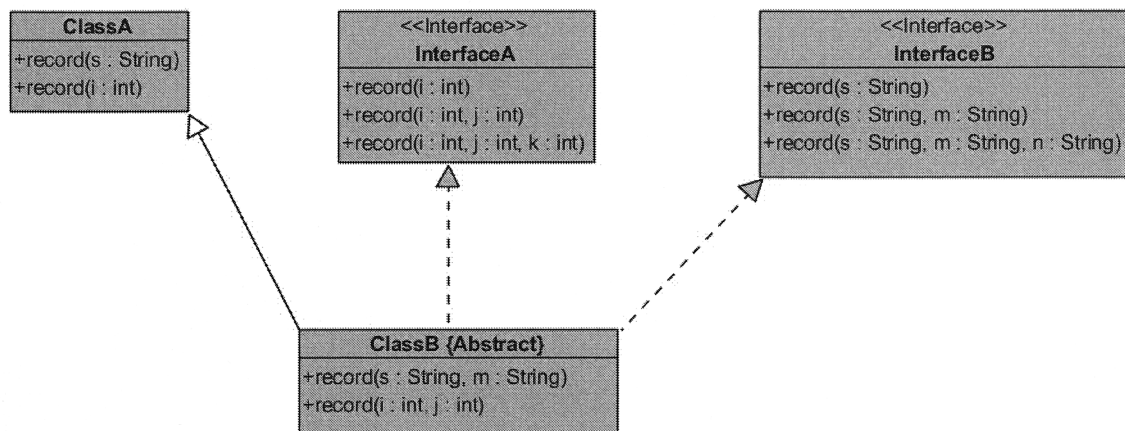 ClassA
+record(s : String)
+record(i : int)
<<Interface>>
InterfaceA
+record(i : int)
+record(i : int, j : int)
+record(i : int, j : int, k : int)
<<Interface>>
InterfaceB
+record(s : String)
+record(s : String, m : String)
+record(s : String, m : String, n : String)
ClassB {Abstract}
+record(s : String, m : String)
+record(i : int, j : int)